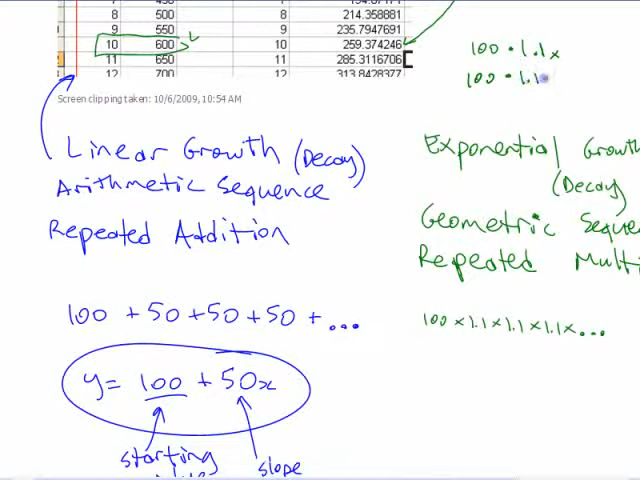 8 500 8 214.358881
9 550 9 235.7947691
10 600 10 259.374246
11 650 11 285.3116706
12 700 12 313.8428377
Screen clipping taken: 10/6/2009, 10:54 AM
100 · 1.1x
100 · 1.1
Linear Growth (Decay)
Arithmetic Sequence
Repeated Addition
100 + 50 + 50 + 50 + ...
y = 100 + 50x
starting
slope
Exponential Growth
(Decay)
Geometric Seque
Repeated Multi
100 x 1.1 x 1.1 x 1.1 x ...